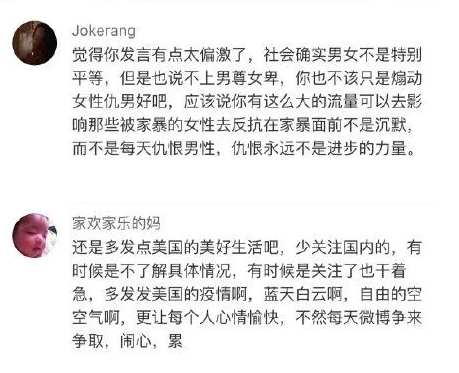 Jokerang
觉得你发言有点太偏激了，社会确实男女不是特别
平等，但是也说不上男尊女卑，你也不该只是煽动
女性仇男好吧，应该说你有这么大的流量可以去影
响那些被家暴的女性去反抗在家暴面前不是沉默，
而不是每天仇恨男性，仇恨永远不是进步的力量。
家欢家乐的妈
还是多发点美国的美好生活吧，少关注国内的，有
时候是不了解具体情况，有时候是关注了也干着
急，多发发美国的疫情啊，蓝天白云啊，自由的空
空气啊，更让每个人心情愉快，不然每天微博争来
争取，闹心，累